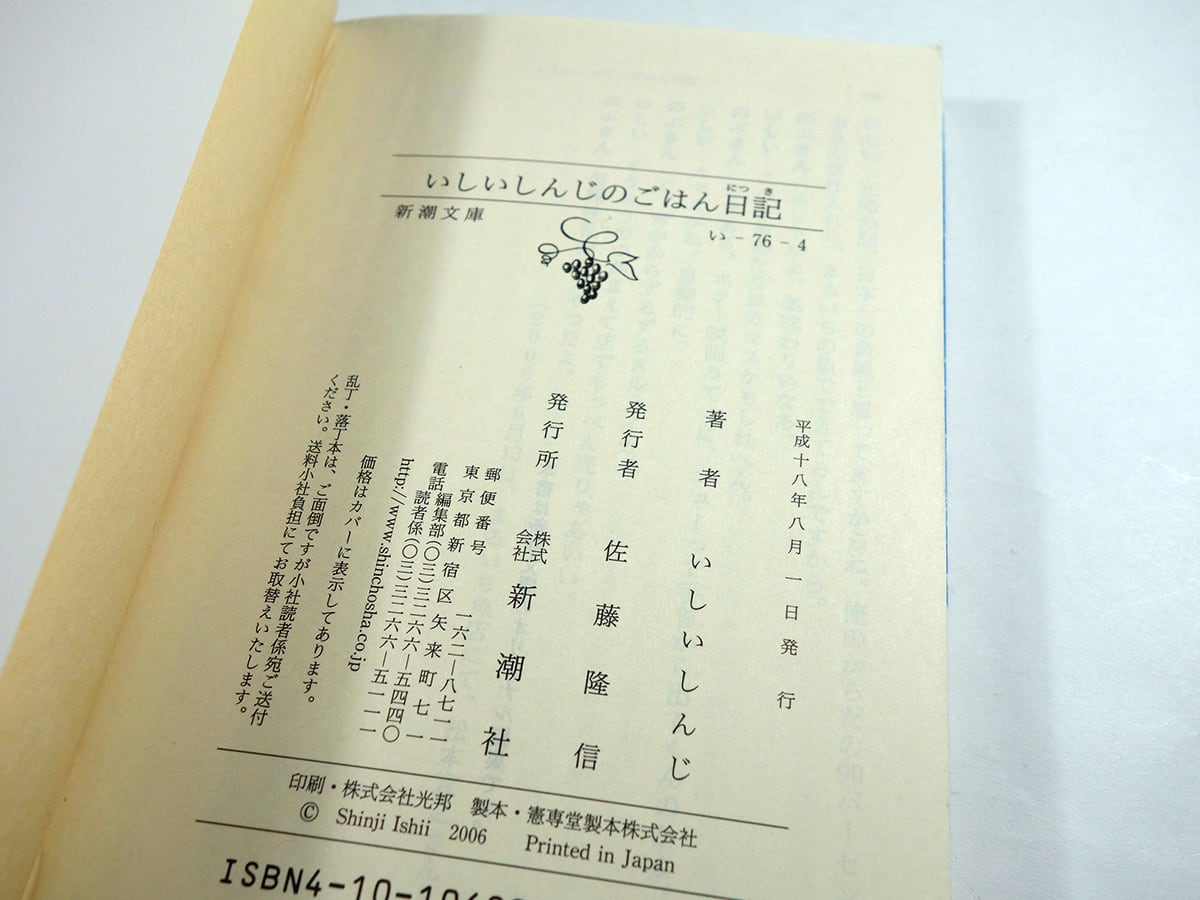 いしいしんじのごはん日記
にっき
新潮文庫
い-76-4
平成十八年八月一日発行
著者 いしいしんじ
発行者 佐藤隆信
発行所 株式会社 新潮社
郵便番号 一六二—八七一一
東京都新宿区矢来町七一
電話編集部(〇三)三二六六—五四四〇
読者係(〇三)三二六六—五一一一
http://www.shinchosha.co.jp
価格はカバーに表示してあります。
乱丁・落丁本は、ご面倒ですが小社読者係宛ご送付
ください。送料小社負担にてお取替えいたします。
印刷・株式会社光邦 製本・憲専堂製本株式会社
© Shinji Ishii 2006 Printed in Japan
ISBN4-10-106